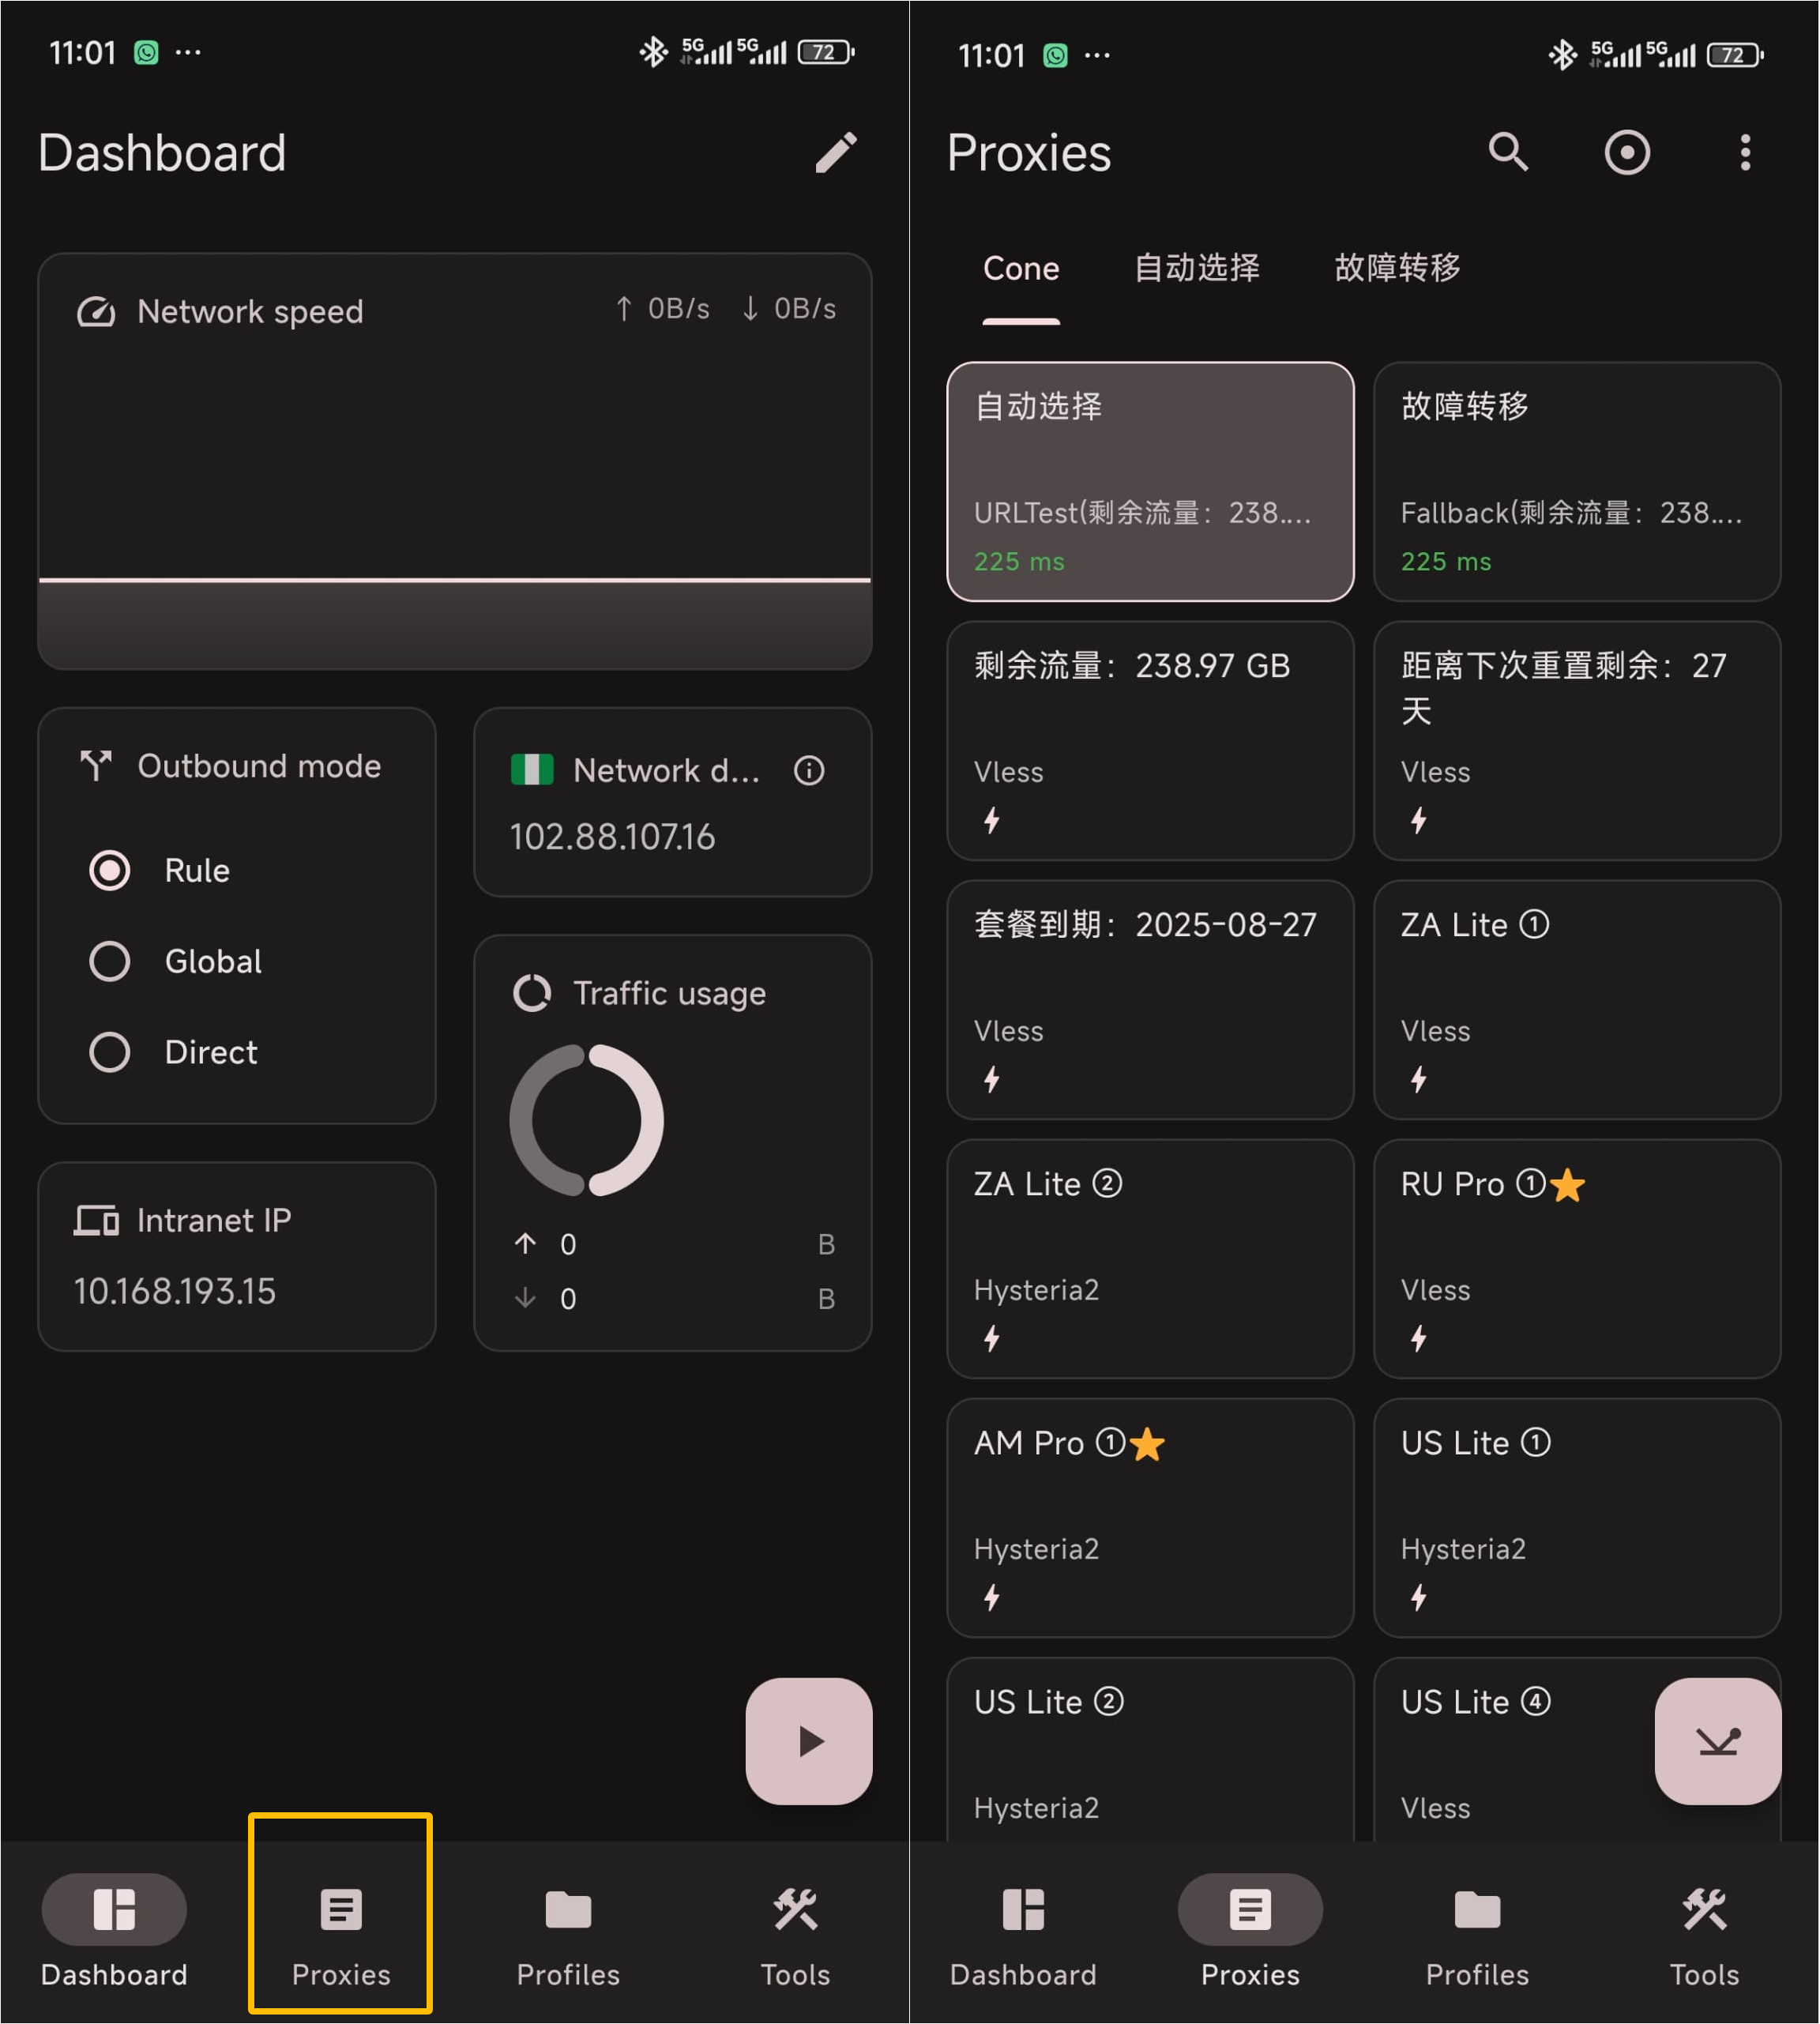 11:01
5G
5G
72
Dashboard
Network speed
↑ 0B/s ↓ 0B/s
Outbound mode
Rule
Global
Direct
Network d...
102.88.107.16
Traffic usage
↑ 0 B
↓ 0 B
Intranet IP
10.168.193.15
Dashboard
Proxies
Profiles
Tools
11:01
5G
5G
72
Proxies
Cone
自动选择
故障转移
自动选择
URLTest(剩余流量：238....
225 ms
故障转移
Fallback(剩余流量：238....
225 ms
剩余流量：238.97 GB
Vless
距离下次重置剩余：27
天
Vless
套餐到期：2025-08-27
Vless
ZA Lite ①
Vless
ZA Lite ②
Hysteria2
RU Pro ①⭐
Vless
AM Pro ①⭐
Hysteria2
US Lite ①
Hysteria2
US Lite ②
Hysteria2
US Lite ④
Vless
Dashboard
Proxies
Profiles
Tools